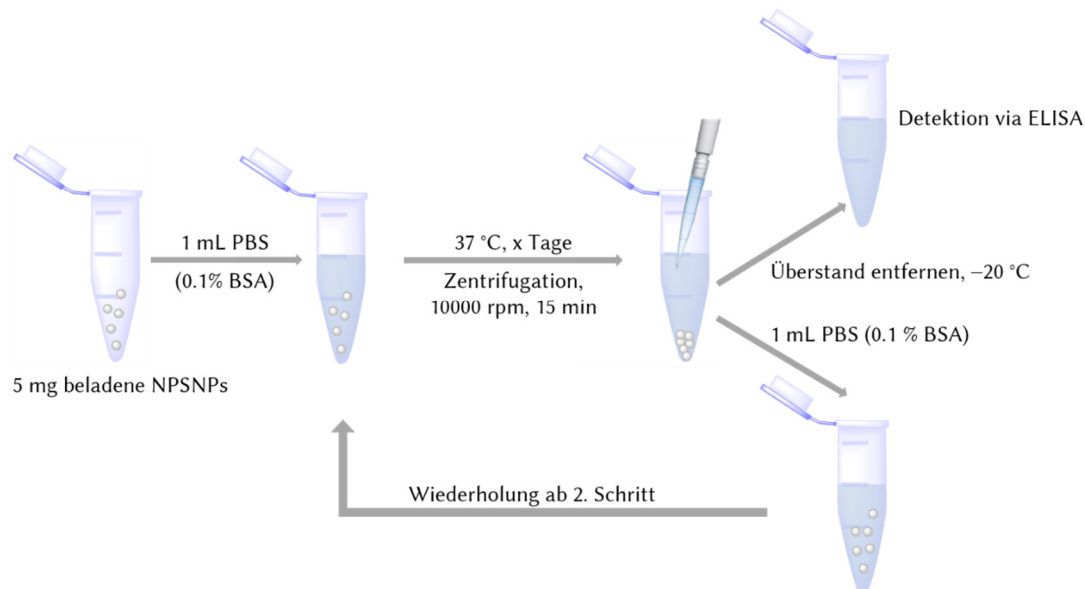 Detektion via ELISA
1 mL PBS
(0.1% BSA)
37 °C, x Tage
Zentrifugation,
10000 rpm, 15 min
Überstand entfernen, −20 °C
1 mL PBS (0.1 % BSA)
5 mg beladene NPSNPs
Wiederholung ab 2. Schritt